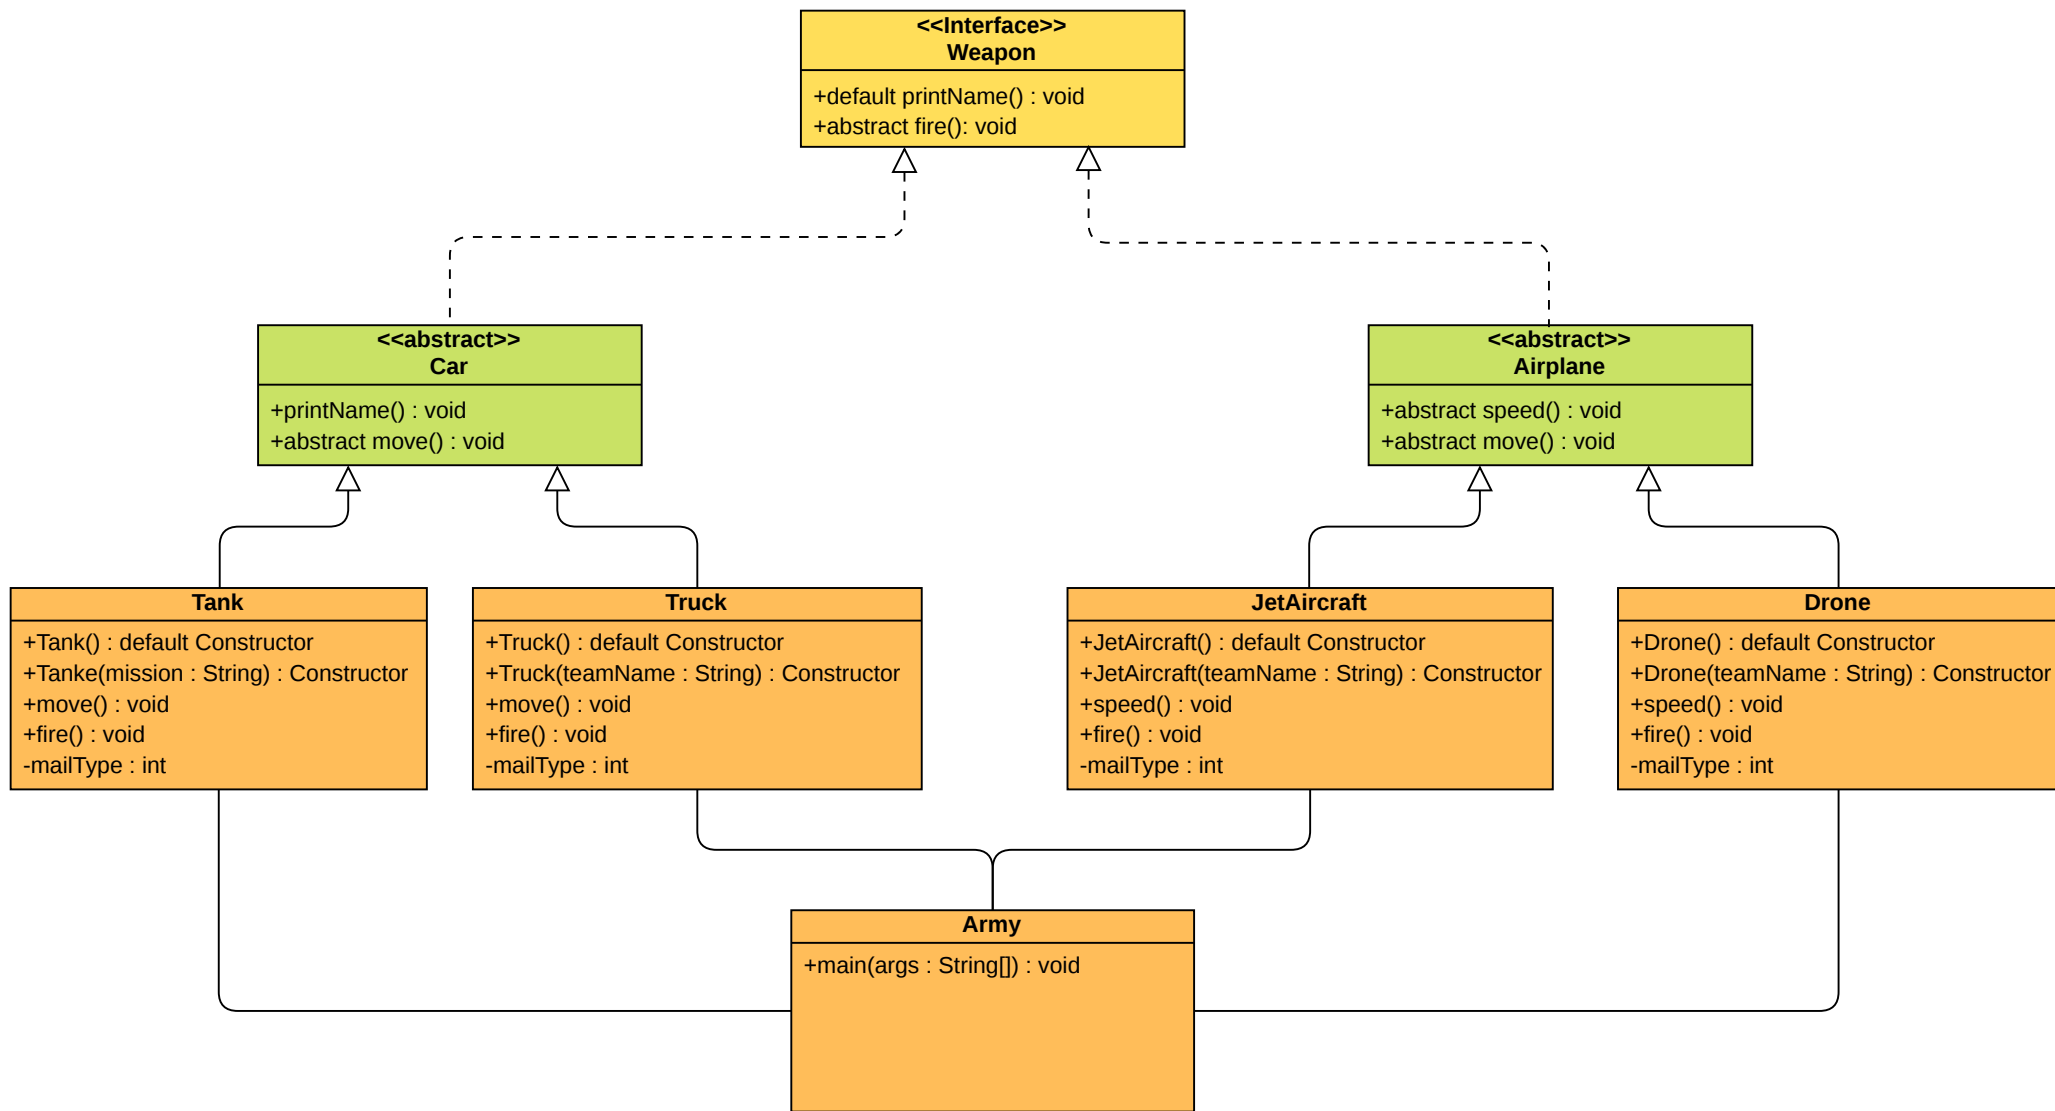 <<Interface>>
Weapon
+default printName() : void
+abstract fire(): void
<<abstract>>
Car
+printName() : void
+abstract move() : void
<<abstract>>
Airplane
+abstract speed() : void
+abstract move() : void
Tank
+Tank() : default Constructor
+Tanke(mission : String) : Constructor
+move() : void
+fire() : void
-mailType : int
Truck
+Truck() : default Constructor
+Truck(teamName : String) : Constructor
+move() : void
+fire() : void
-mailType : int
JetAircraft
+JetAircraft() : default Constructor
+JetAircraft(teamName : String) : Constructor
+speed() : void
+fire() : void
-mailType : int
Drone
+Drone() : default Constructor
+Drone(teamName : String) : Constructor
+speed() : void
+fire() : void
-mailType : int
Army
+main(args : String[]) : void